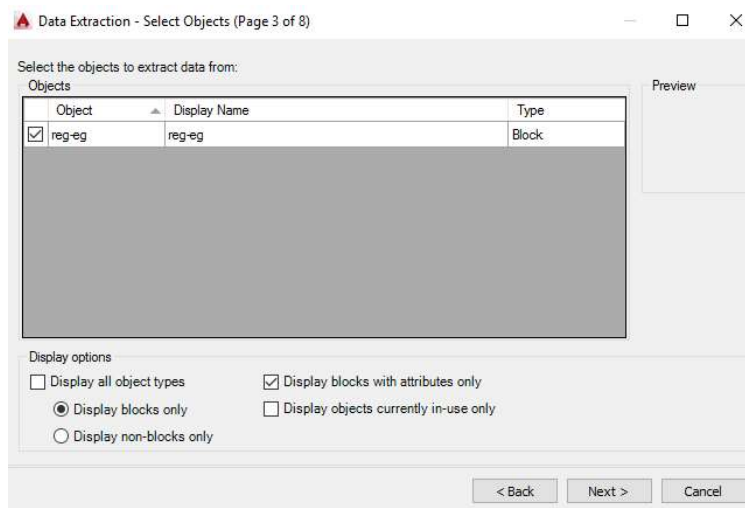 Data Extraction - Select Objects (Page 3 of 8)
Select the objects to extract data from:
Objects
Preview
Object Display Name Type
reg-eg reg-eg Block
Display options
Display all object types
Display blocks with attributes only
Display blocks only
Display objects currently in-use only
Display non-blocks only
< Back Next > Cancel